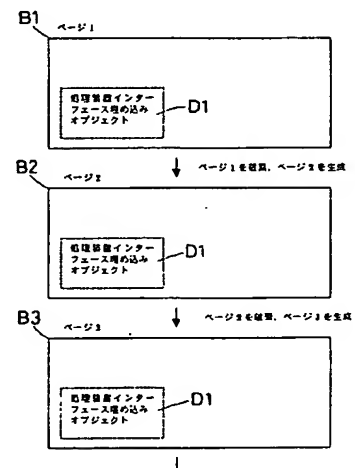 B1
ページ1
処理装置インター
フェース埋め込み
オブジェクト
D1
ページ1を破棄、ページ2を生成
B2
ページ2
処理装置インター
フェース埋め込み
オブジェクト
D1
ページ2を破棄、ページ3を生成
B3
ページ3
処理装置インター
フェース埋め込み
オブジェクト
D1